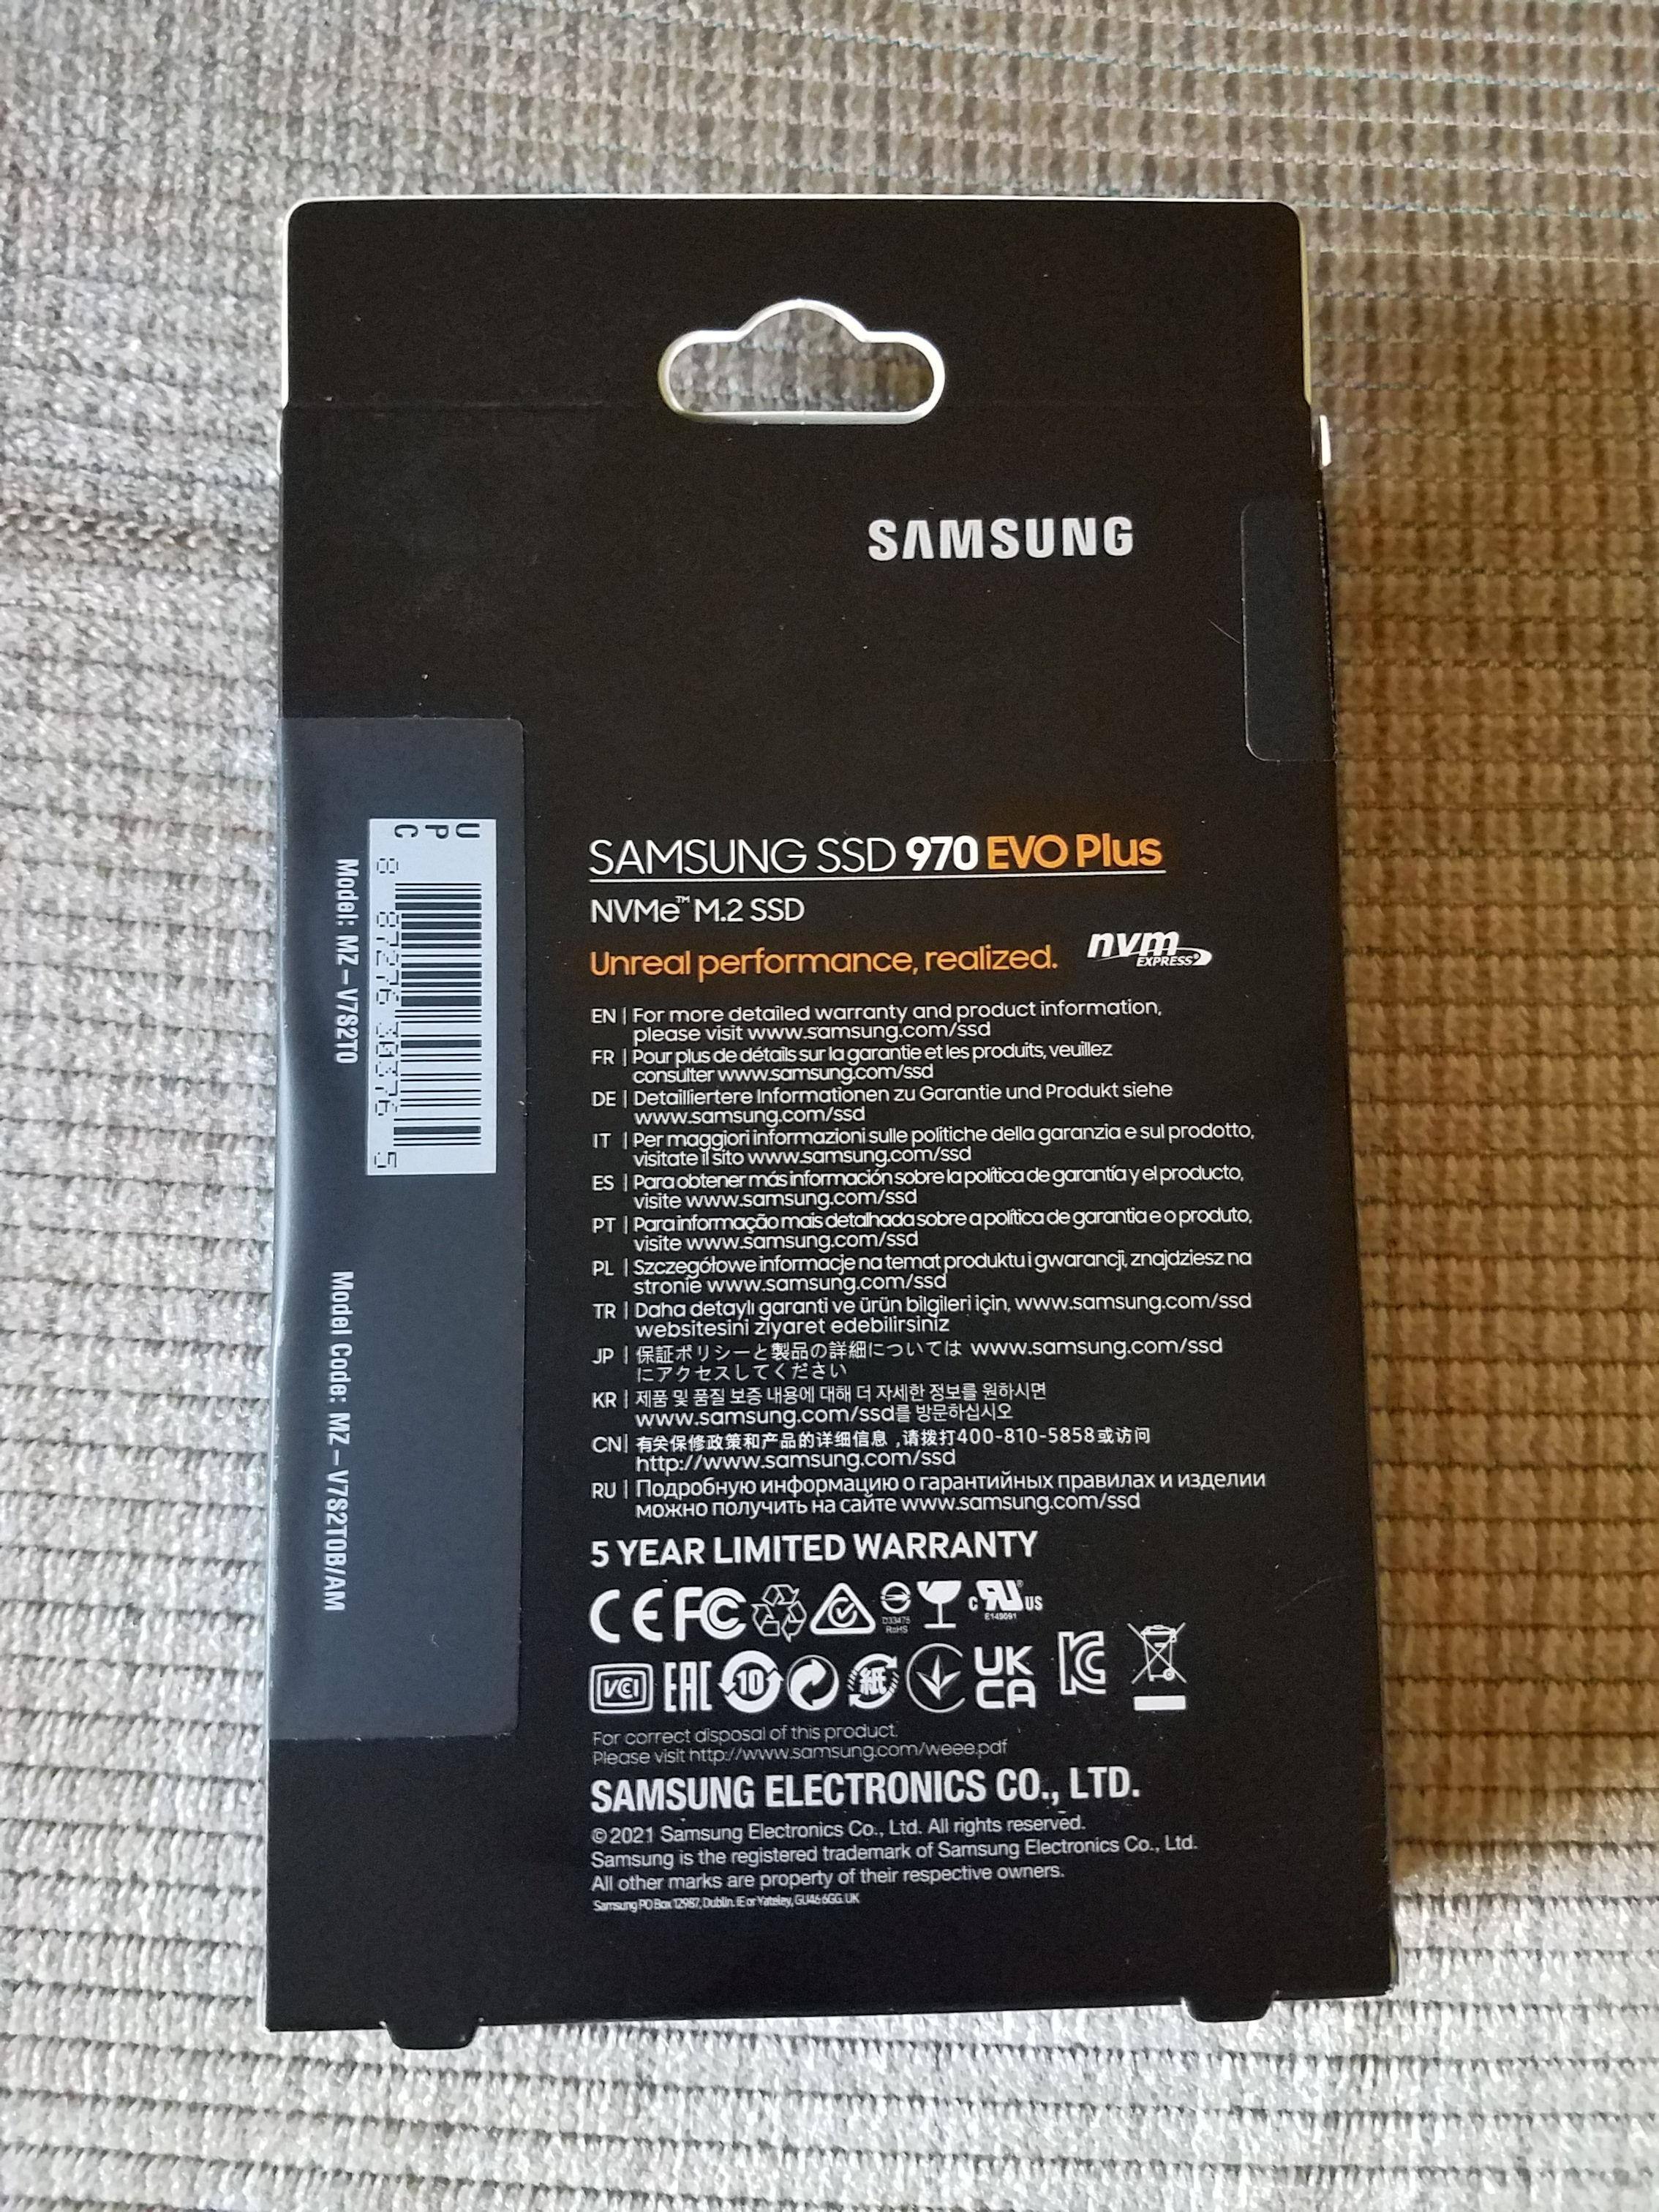 SAMSUNG
SAMSUNG SSD 970 EVO Plus
NVMe™ M.2 SSD
Unreal performance, realized.
nvm
EXPRESS®
EN | For more detailed warranty and product information,
please visit www.samsung.com/ssd
FR | Pour plus de détails sur la garantie et les produits, veuillez
consulter www.samsung.com/ssd
DE | Detailliertere Informationen zu Garantie und Produkt siehe
www.samsung.com/ssd
IT | Per maggiori informazioni sulle politiche della garanzia e sul prodotto,
visitate il sito www.samsung.com/ssd
ES | Para obtener más información sobre la política de garantía y el producto,
visite www.samsung.com/ssd
PT | Para informação mais detalhada sobre a política de garantia e o produto,
visite www.samsung.com/ssd
PL | Szczegółowe informacje na temat produktu i gwarancji, znajdziesz na
stronie www.samsung.com/ssd
TR | Daha detaylı garanti ve ürün bilgileri için, www.samsung.com/ssd
websitesini ziyaret edebilirsiniz
JP | 保証ポリシーと製品の詳細については www.samsung.com/ssd
にアクセスしてください
KR | 제품 및 품질 보증 내용에 대해 더 자세한 정보를 원하시면
www.samsung.com/ssd를 방문하십시오
CN | 有关保修政策和产品的详细信息,请拨打400-810-5858或访问
http://www.samsung.com/ssd
RU | Подробную информацию о гарантийных правилах и изделии
можно получить на сайте www.samsung.com/ssd
5 YEAR LIMITED WARRANTY
CE FC
D33475
RoHS
c RU US
E149091
VCI EAC 10 紙 UK CA KC
For correct disposal of this product.
Please visit http://www.samsung.com/weee.pdf
SAMSUNG ELECTRONICS CO., LTD.
© 2021 Samsung Electronics Co., Ltd. All rights reserved.
Samsung is the registered trademark of Samsung Electronics Co., Ltd.
All other marks are property of their respective owners.
Samsung PO Box 12987, Dublin. IE or Yateley, GU46 6GG. UK
UPC
8 87276 39376 5
Model: MZ-V7S2T0
Model Code: MZ-V7S2T0B/AM